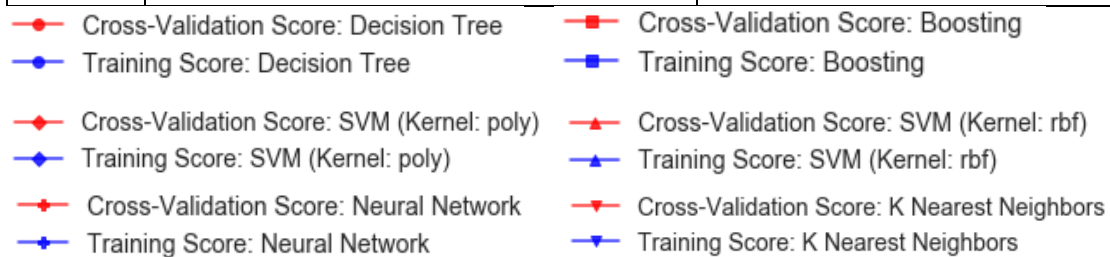 Cross-Validation Score: Decision Tree
Training Score: Decision Tree
Cross-Validation Score: Boosting
Training Score: Boosting
Cross-Validation Score: SVM (Kernel: poly)
Training Score: SVM (Kernel: poly)
Cross-Validation Score: SVM (Kernel: rbf)
Training Score: SVM (Kernel: rbf)
Cross-Validation Score: Neural Network
Training Score: Neural Network
Cross-Validation Score: K Nearest Neighbors
Training Score: K Nearest Neighbors